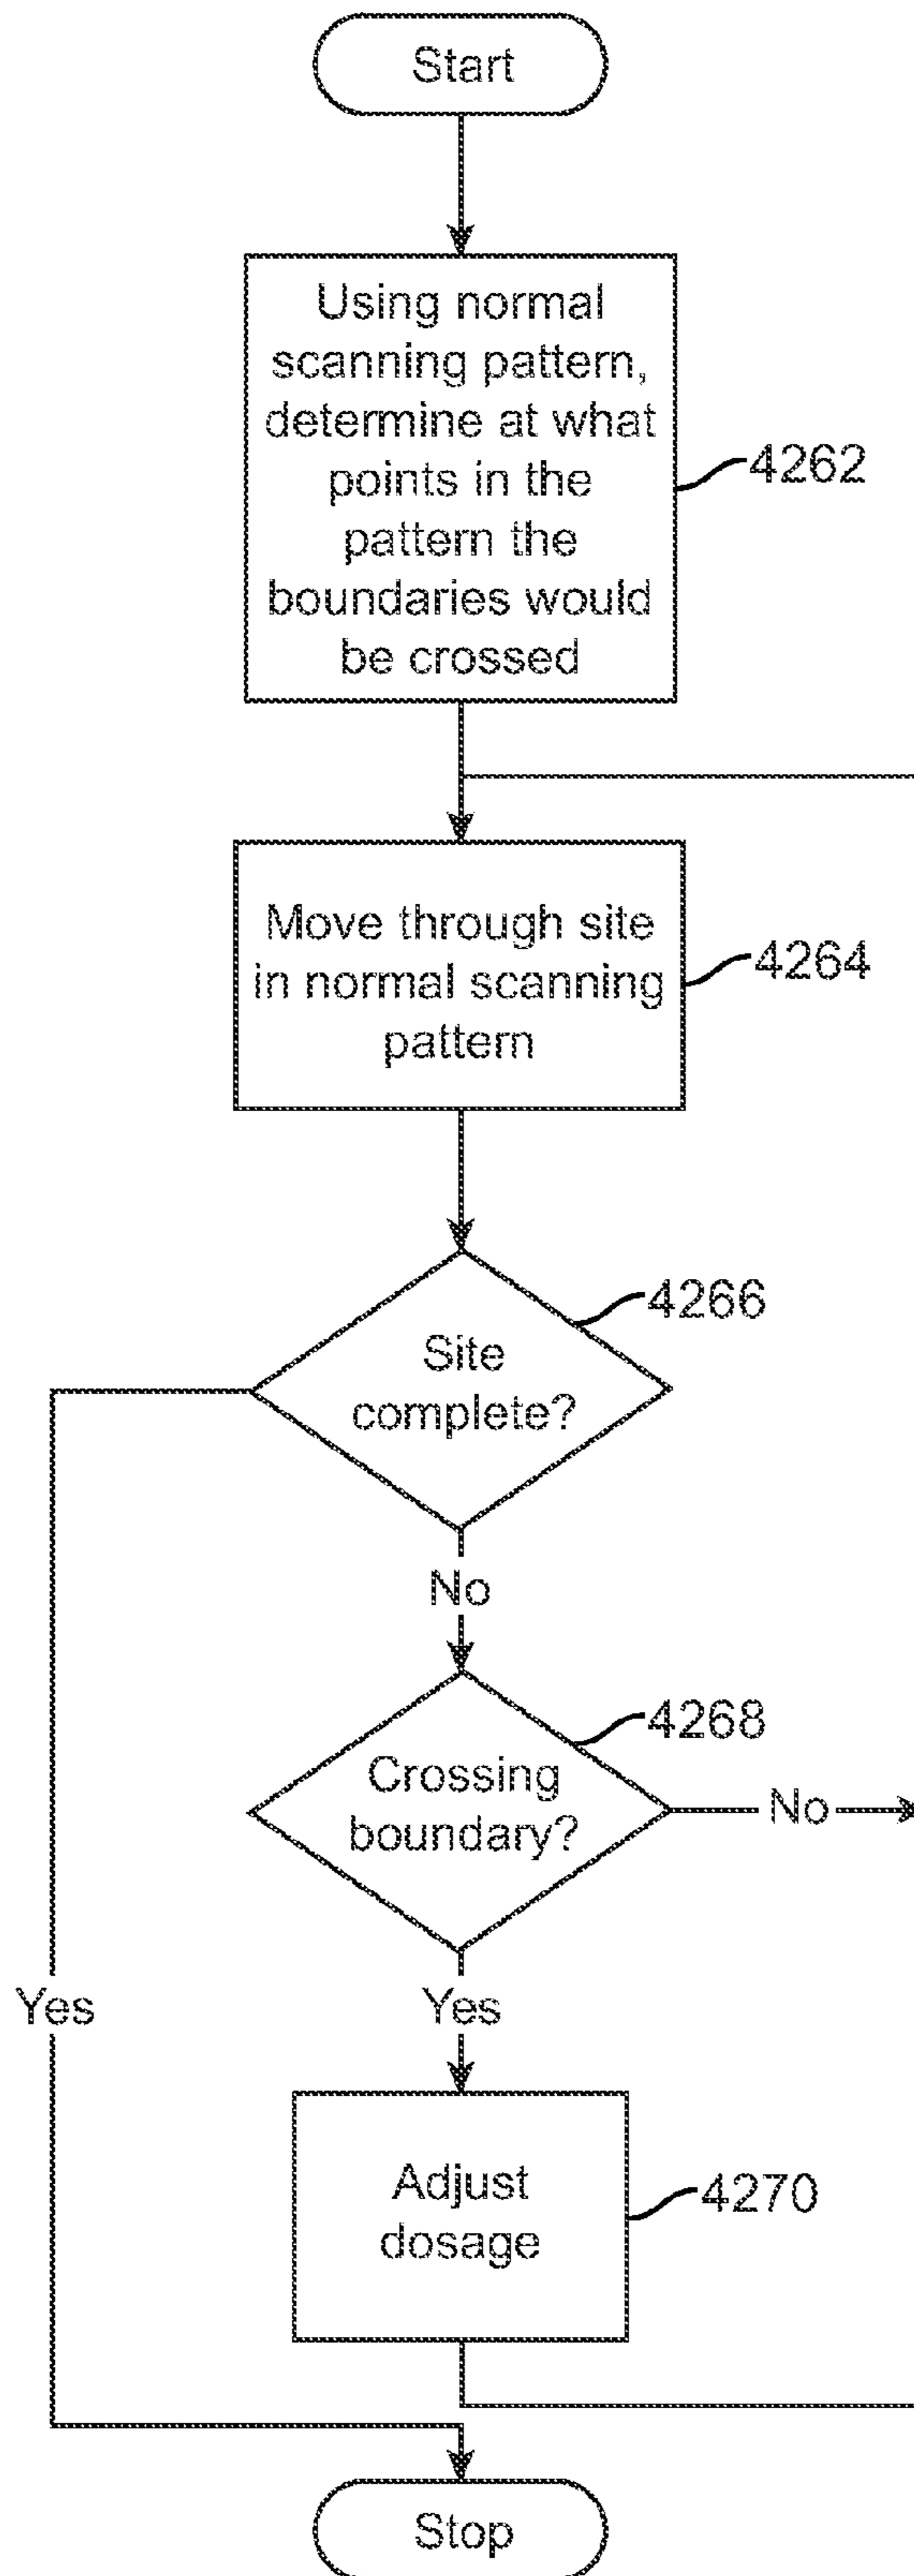 Start
Using normal
scanning pattern,
determine at what
points in the
pattern the
boundaries would
be crossed
4262
Move through site
in normal scanning
pattern
4264
4266
Site
complete?
No
4268
Crossing
boundary?
No
Yes
Yes
Adjust
dosage
4270
Stop